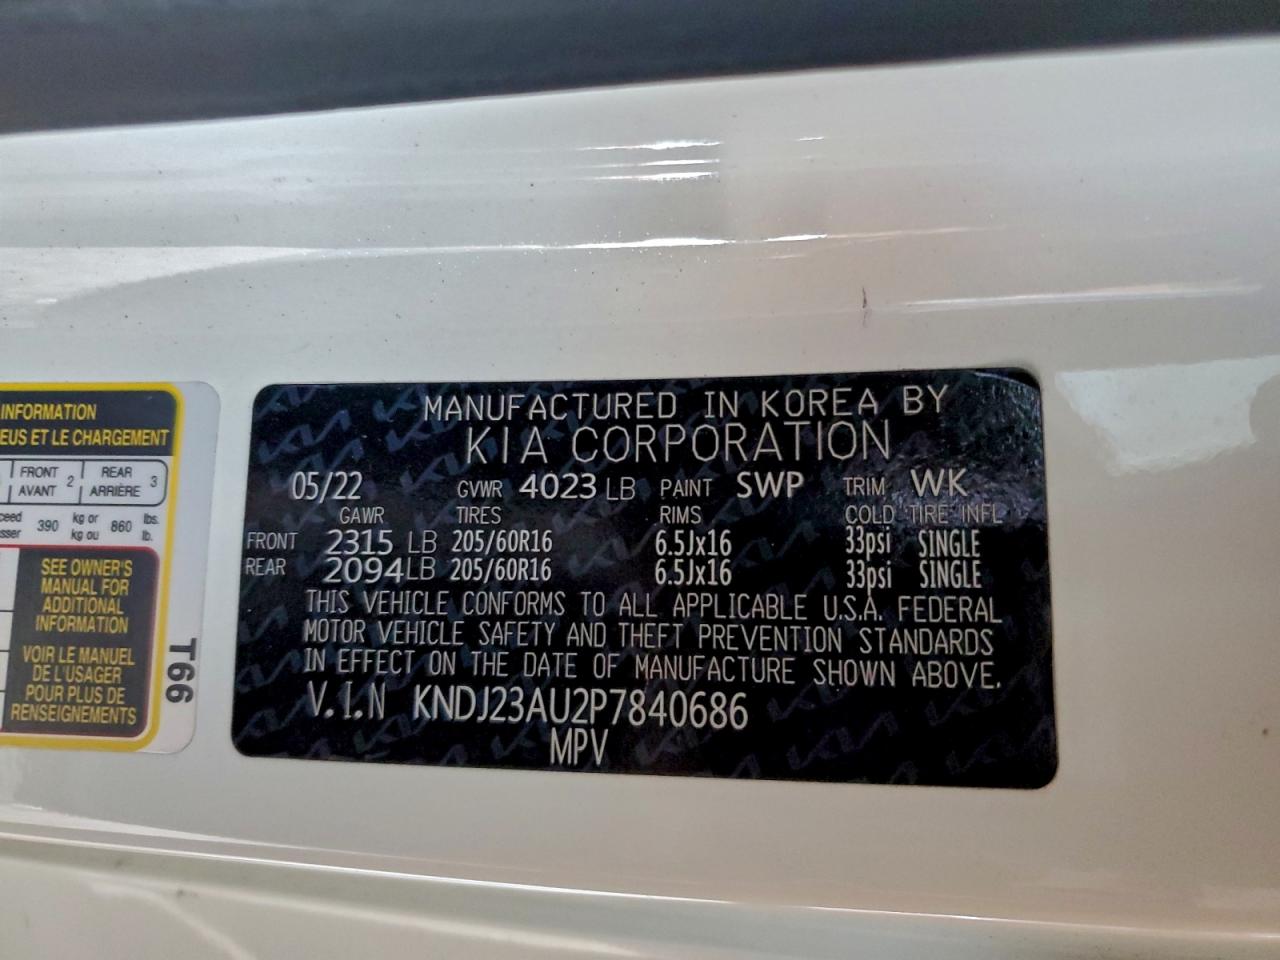 INFORMATION
EUS ET LE CHARGEMENT
FRONT AVANT 2 REAR ARRIÈRE 3
kg or kg ou
390 860 lbs. lb.
SEE OWNER'S
MANUAL FOR
ADDITIONAL
INFORMATION
VOIR LE MANUEL
DE L'USAGER
POUR PLUS DE
RENSEIGNEMENTS
T66
MANUFACTURED IN KOREA BY
KIA CORPORATION
05/22 GVWR 4023 LB PAINT SWP TRIM WK
GAWR TIRES RIMS COLD TIRE INFL
FRONT 2315 LB 205/60R16 6.5Jx16 33psi SINGLE
REAR 2094 LB 205/60R16 6.5Jx16 33psi SINGLE
THIS VEHICLE CONFORMS TO ALL APPLICABLE U.S.A. FEDERAL
MOTOR VEHICLE SAFETY AND THEFT PREVENTION STANDARDS
IN EFFECT ON THE DATE OF MANUFACTURE SHOWN ABOVE.
V.I.N KNDJ23AU2P7840686
MPV